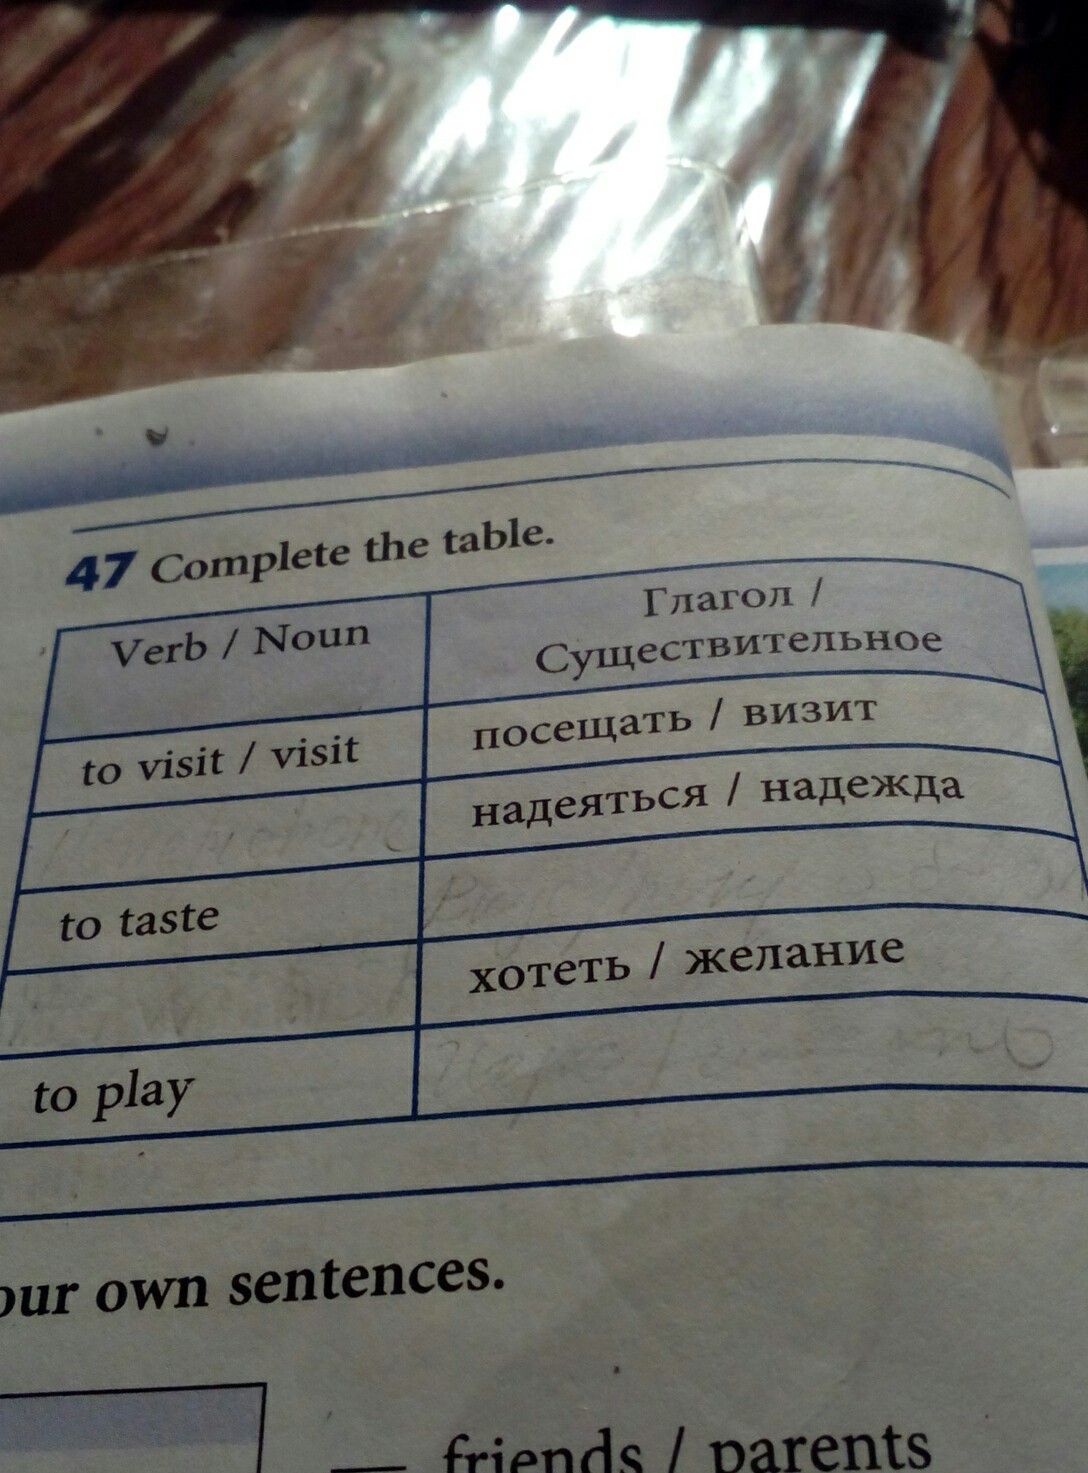 47 Complete the table.
Verb / Noun
Глагол /
Существительное
to visit / visit
посещать / визит
надеяться / надежда
to taste
хотеть / желание
to play
our own sentences.
— friends / parents